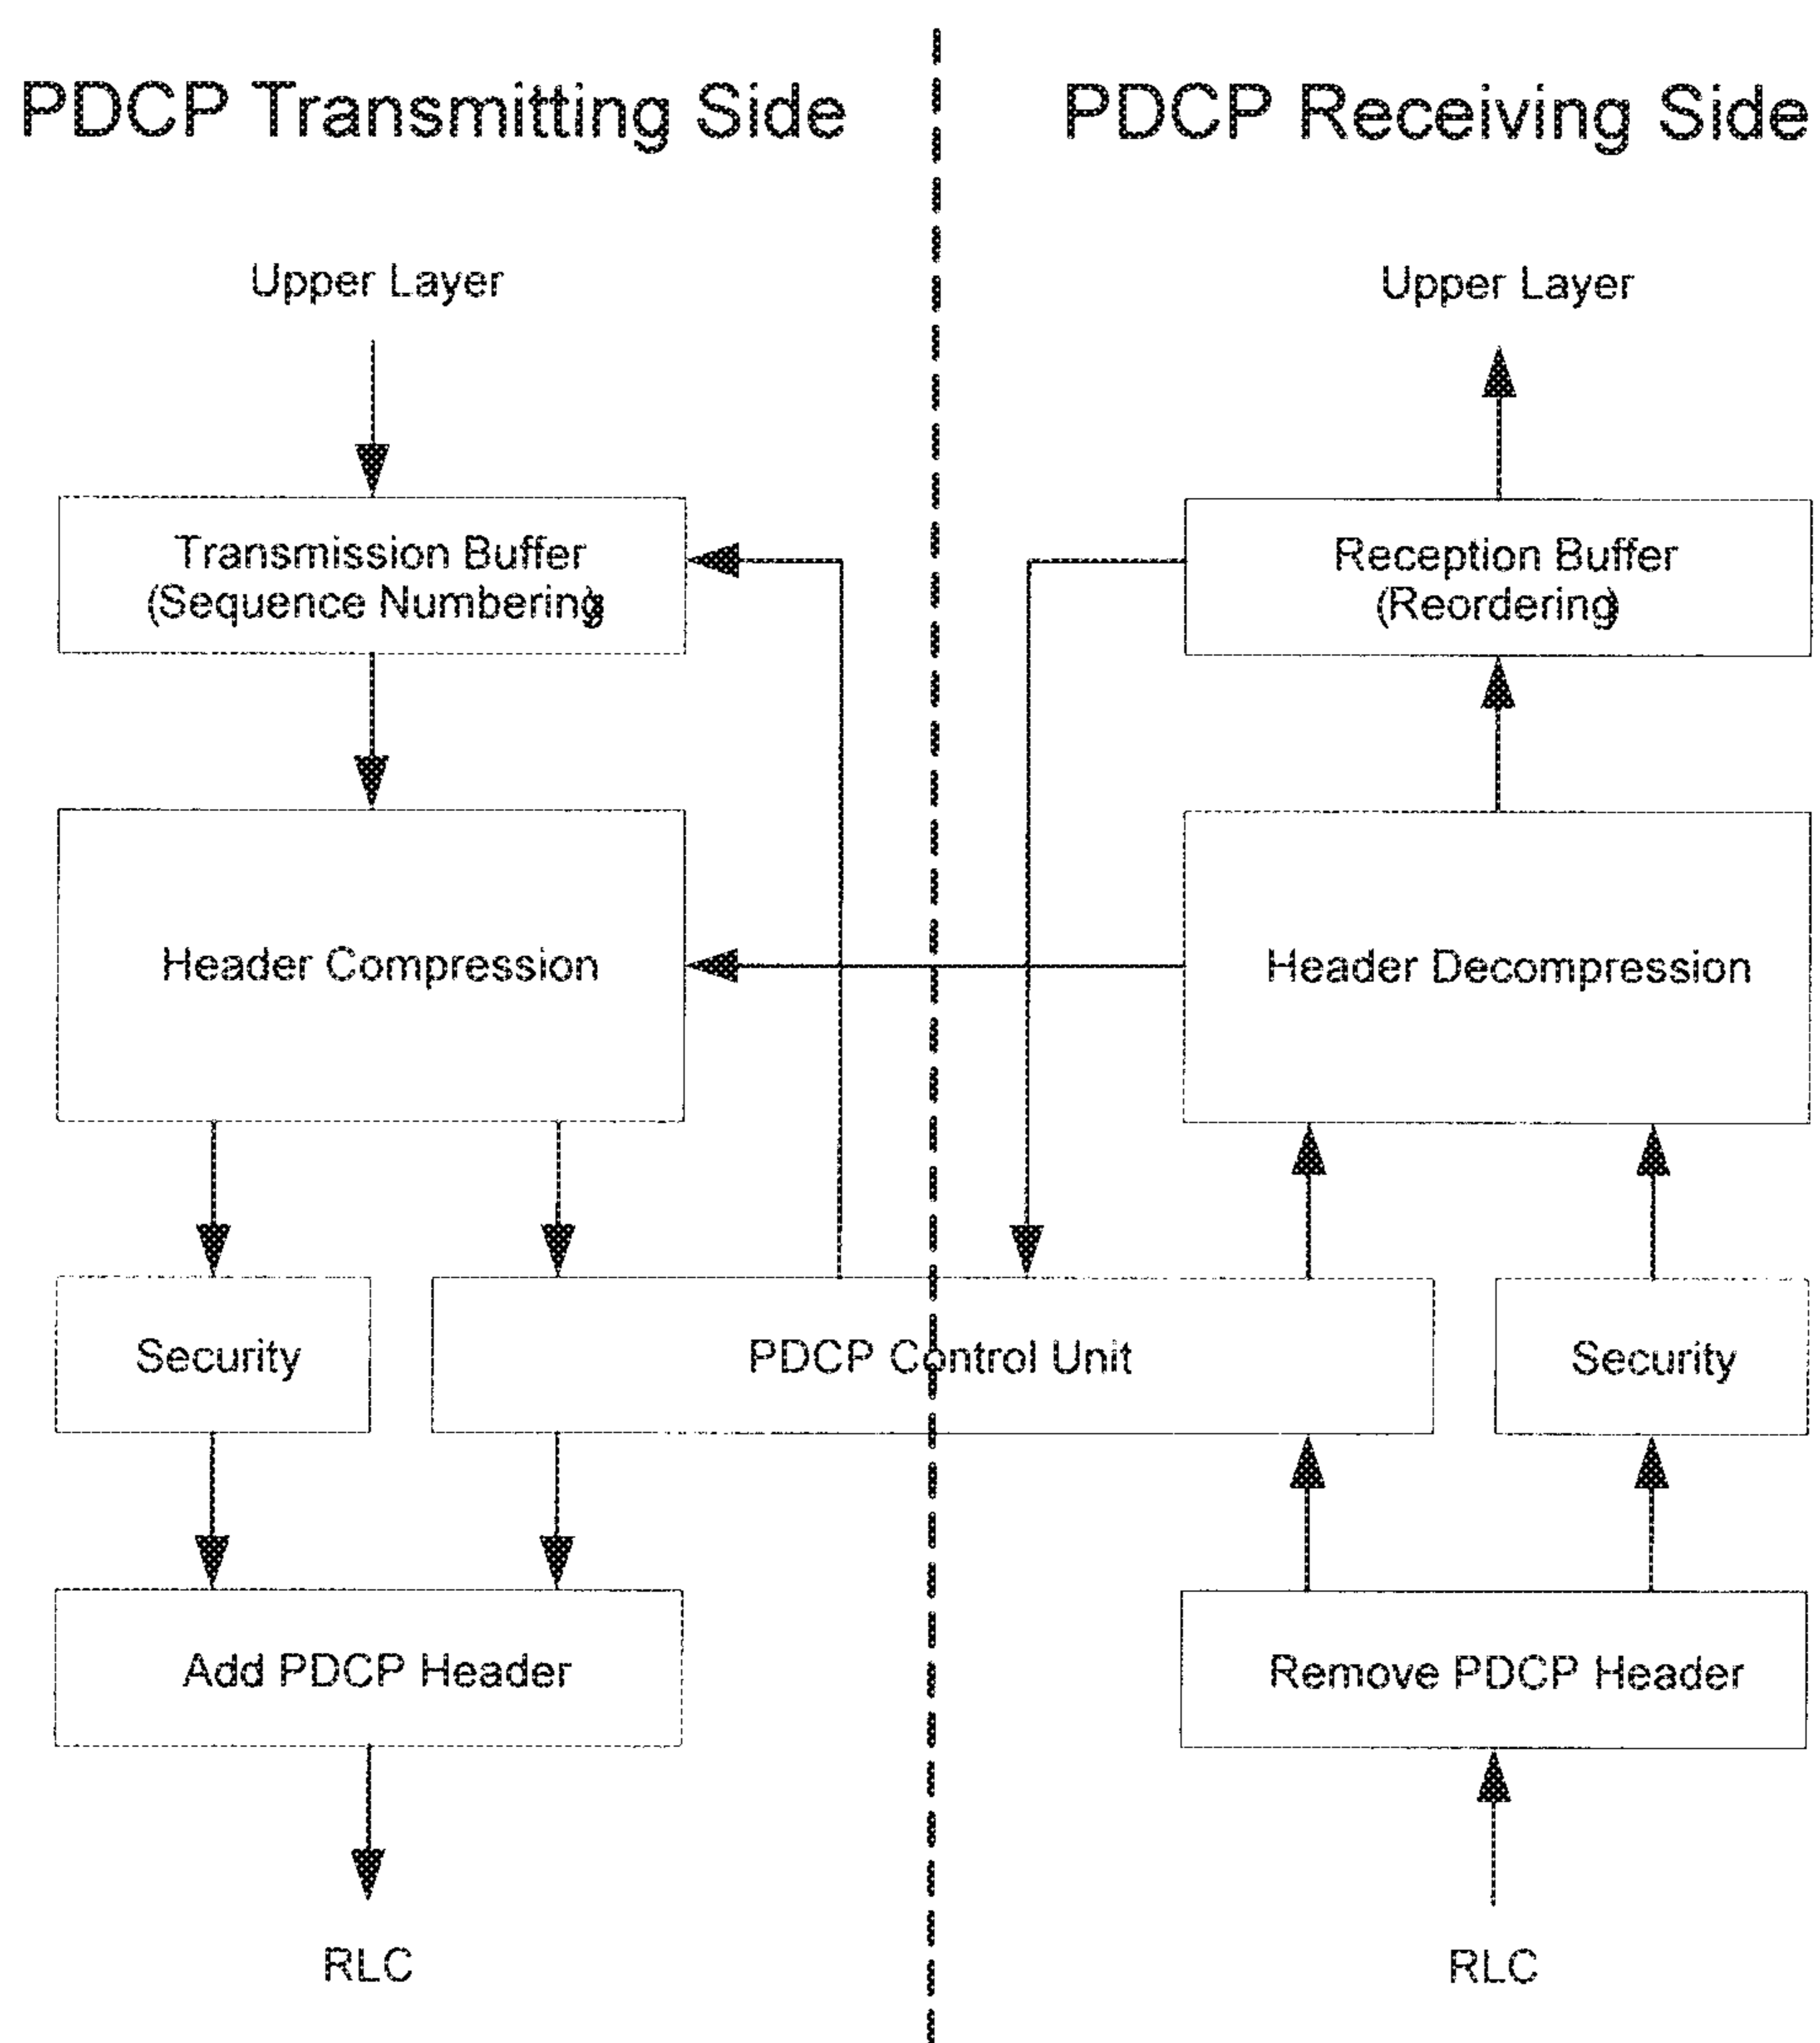 PDCP Transmitting Side
PDCP Receiving Side
Upper Layer
Upper Layer
Transmission Buffer
(Sequence Numbering)
Reception Buffer
(Reordering)
Header Compression
Header Decompression
Security
PDCP Control Unit
Security
Add PDCP Header
Remove PDCP Header
RLC
RLC